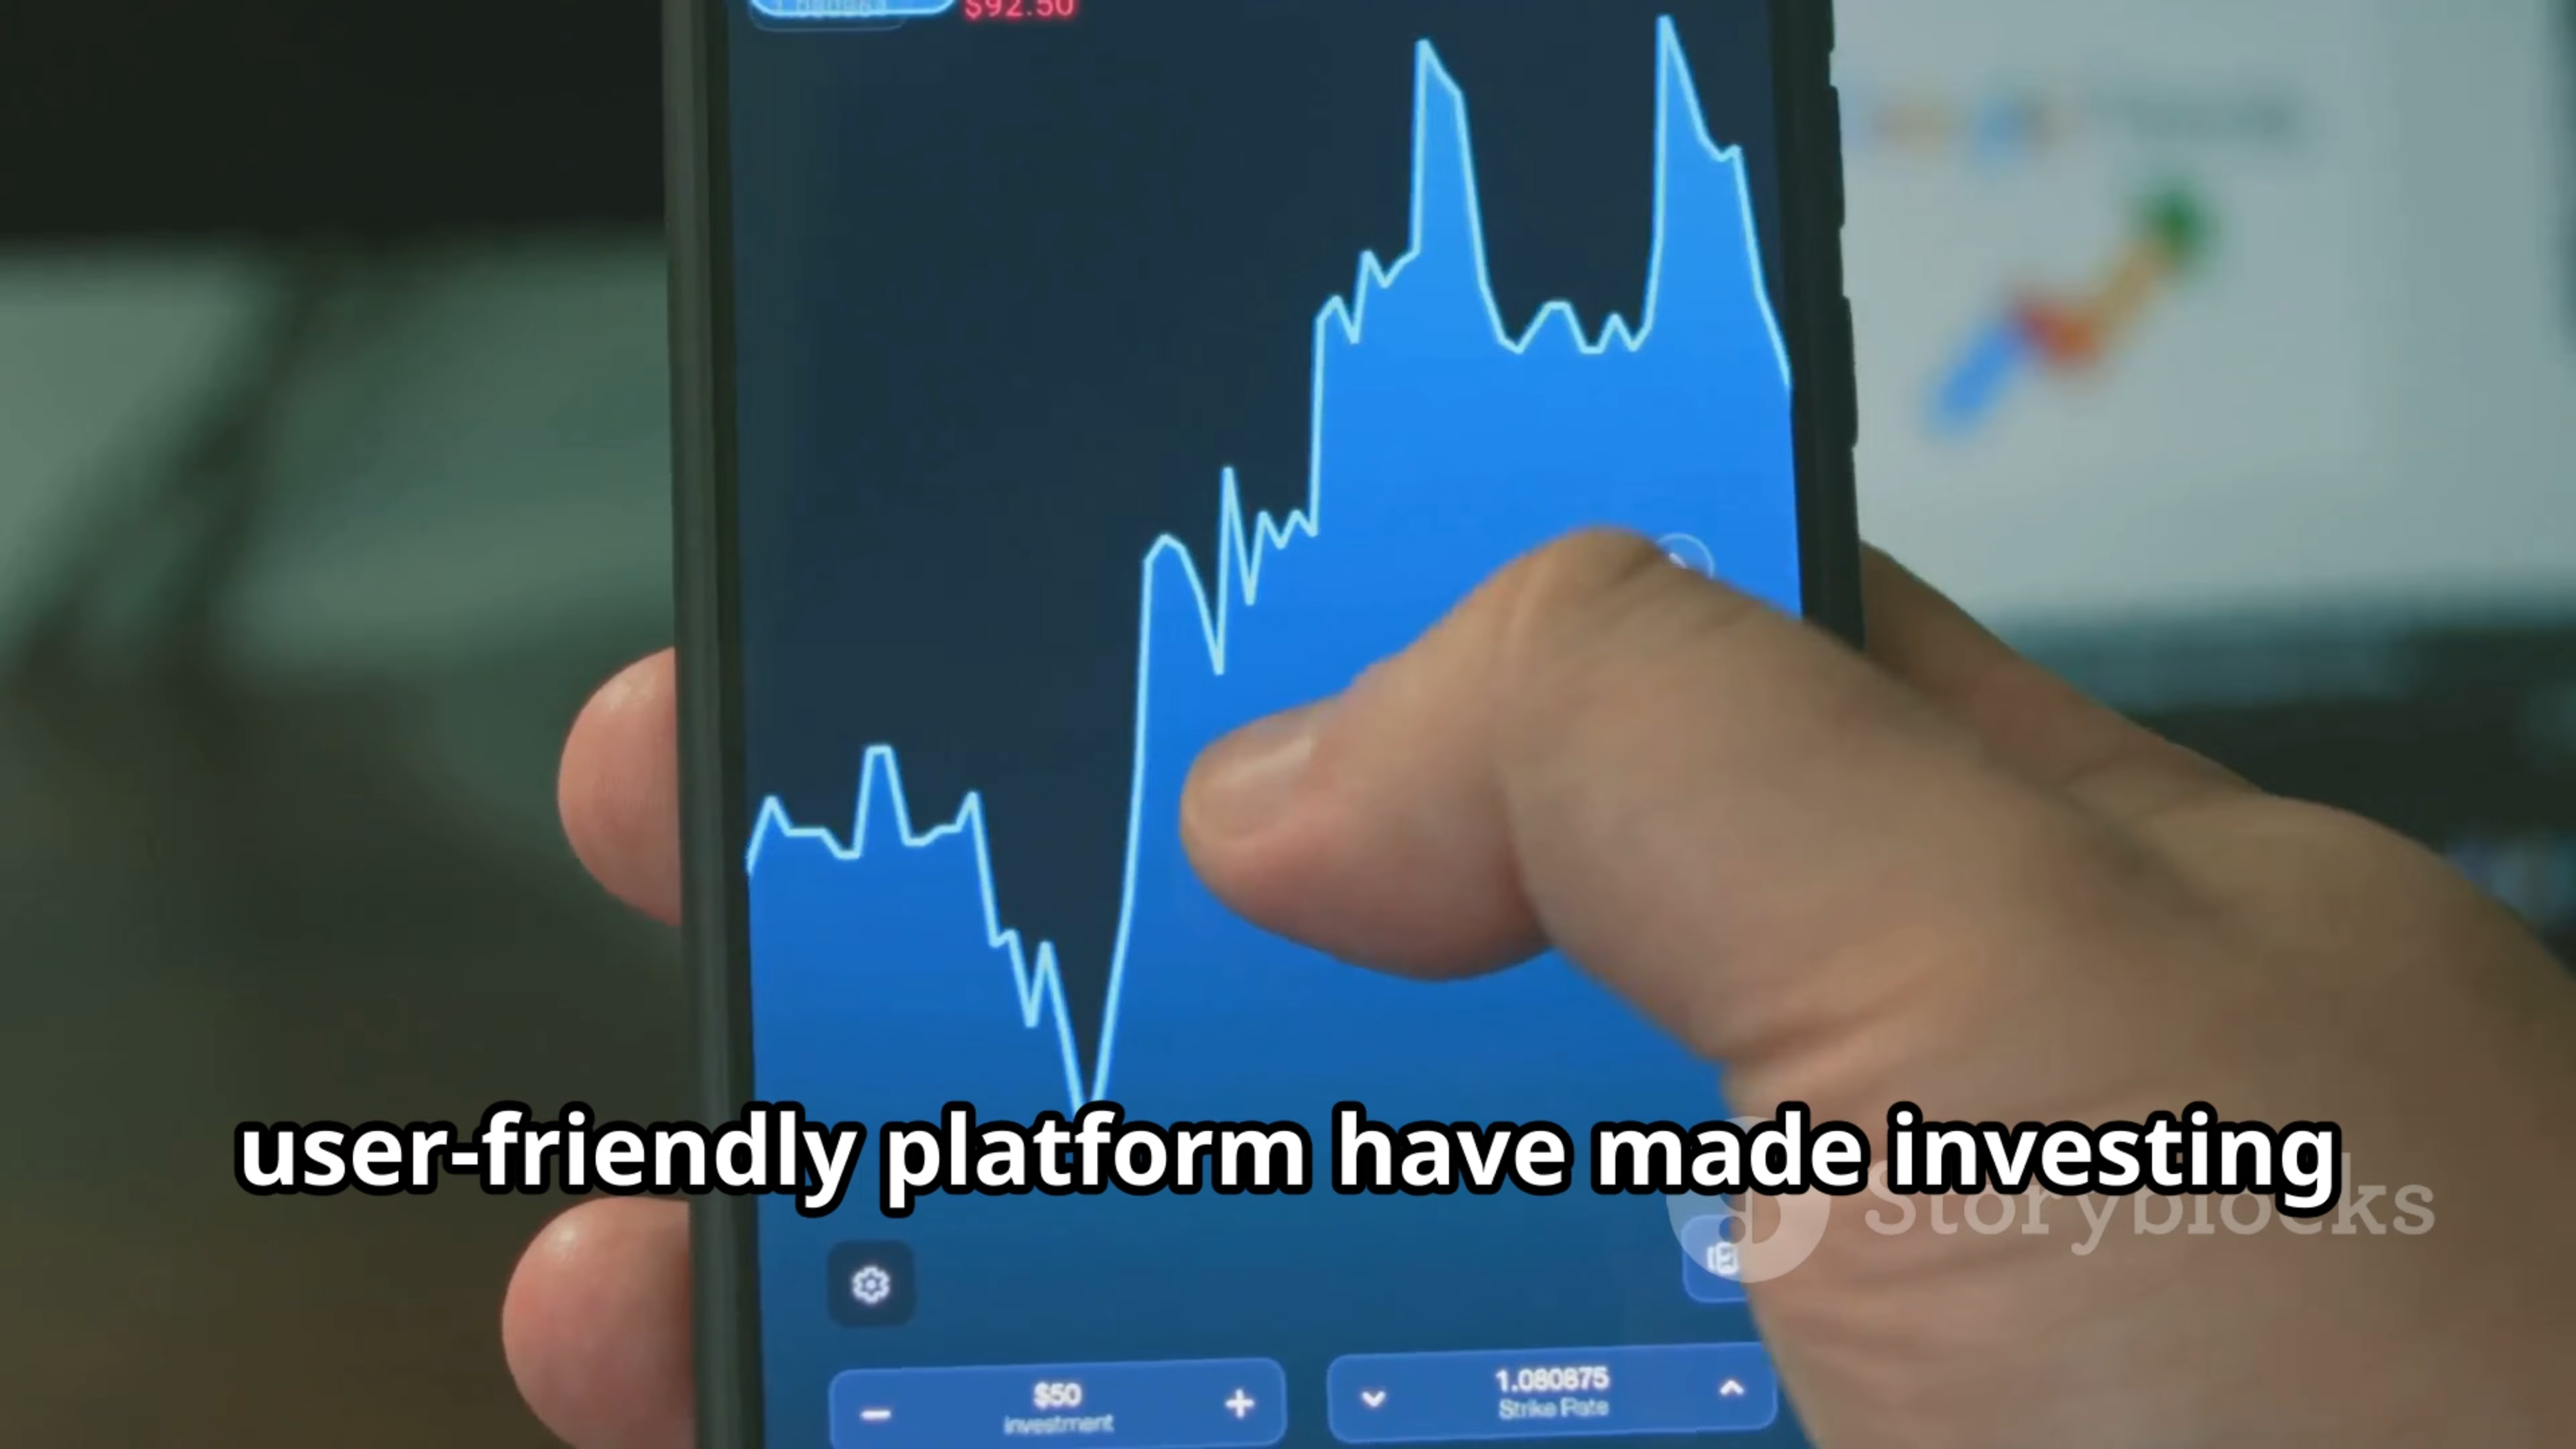 $92.50
user-friendly platform have made investing
Storyblocks
- $50 +
Investment
1.080875
Strike Rate